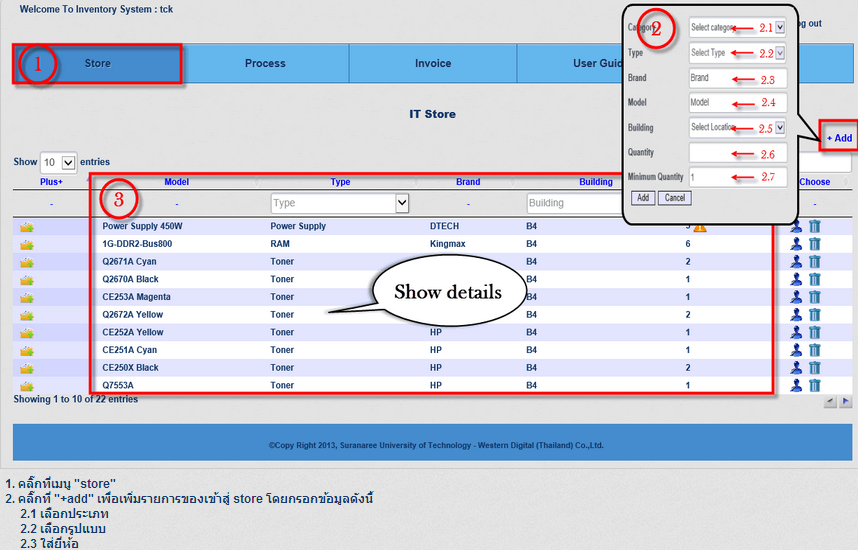 Welcome To Inventory System : tck
og out
1 Store Process Invoice User Guid
IT Store
2
Category Select category 2.1
Type Select Type 2.2
Brand Brand 2.3
Model Model 2.4
Building Select Location 2.5
Quantity 2.6
Minimum Quantity 1 2.7
Add Cancel
+ Add
Show 10 entries
Plus+ Model Type Brand Building Choose
- 3 - Type - Building -
Power Supply 450W Power Supply DTECH B4 5
1G-DDR2-Bus800 RAM Kingmax B4 6
Q2671A Cyan Toner B4 2
Q2670A Black Toner B4 1
CE253A Magenta Toner B4 1
Q2672A Yellow Toner B4 2
CE252A Yellow Toner HP B4 1
CE251A Cyan Toner HP B4 1
CE250X Black Toner HP B4 2
Q7553A Toner HP B4 1
Show details
Showing 1 to 10 of 22 entries
©Copy Right 2013, Suranaree University of Technology - Western Digital (Thailand) Co.,Ltd.
1. คลิ๊กที่เมนู "store"
2. คลิ๊กที่ "+add" เพื่อเพิ่มรายการของเข้าสู่ store โดยกรอกข้อมูลดังนี้
2.1 เลือกประเภท
2.2 เลือกรูปแบบ
2.3 ใส่ยี่ห้อ